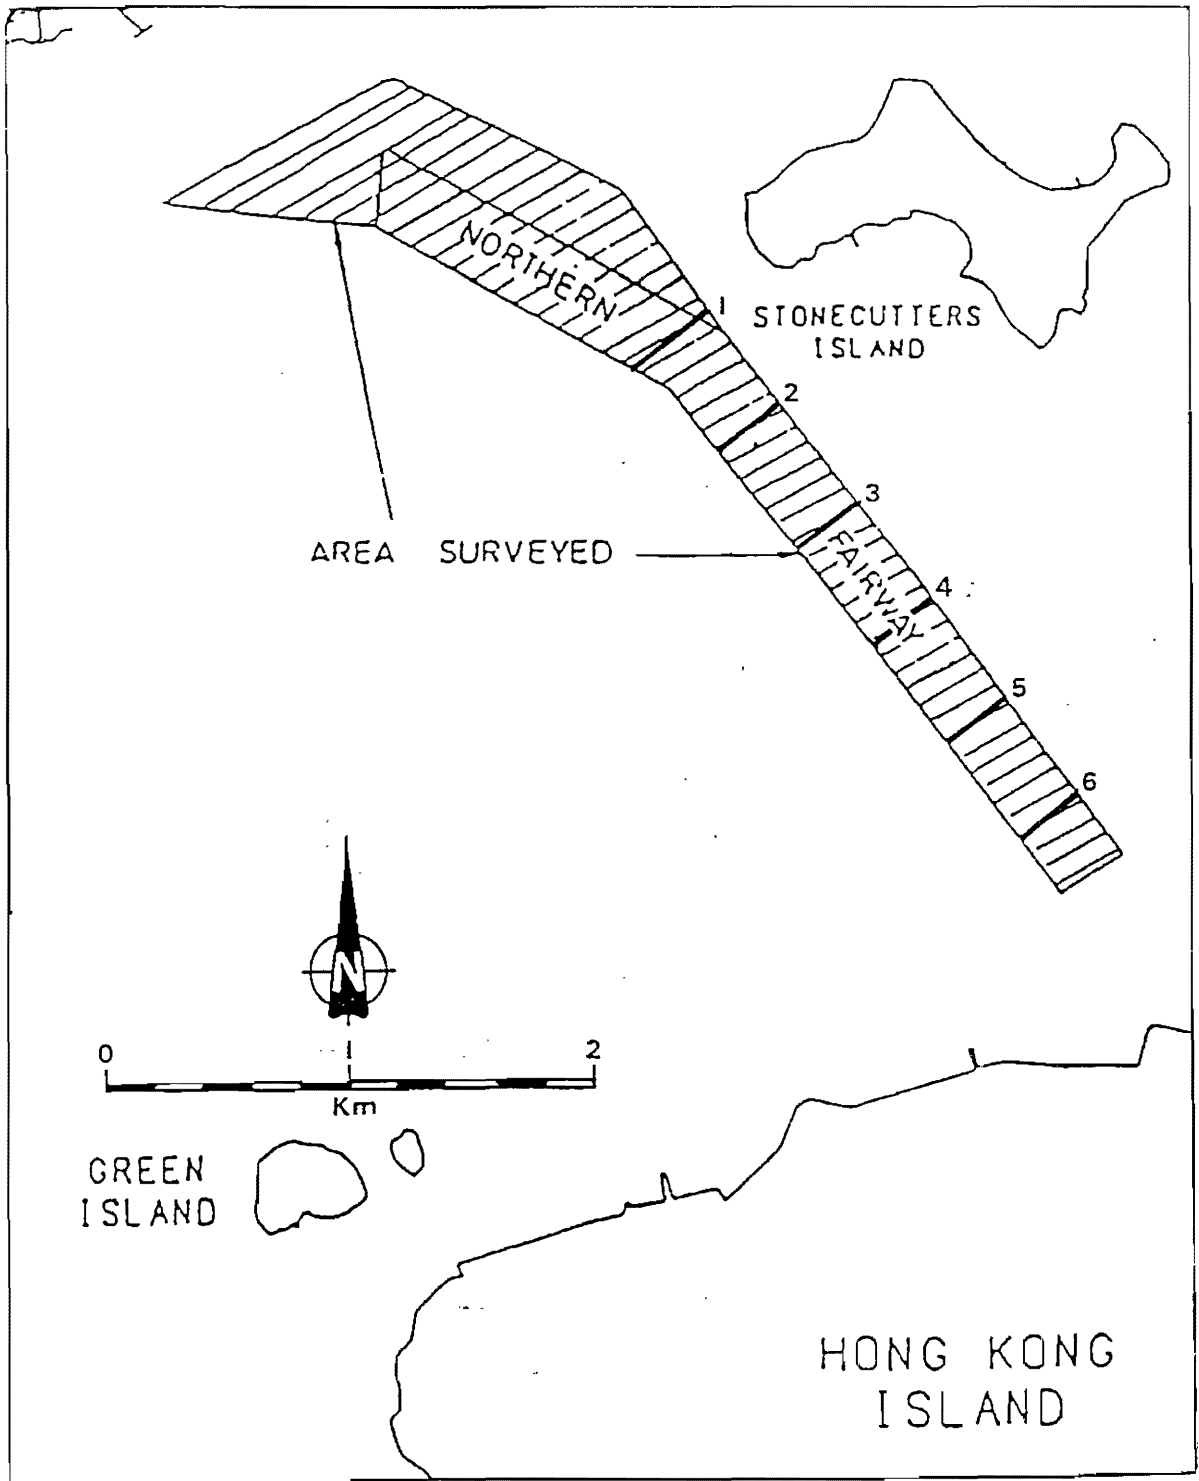 NORTHERN
1
STONECUTTERS
ISLAND
2
3
AREA SURVEYED
FAIRWAY
4
5
6
N
0
1
2
Km
GREEN
ISLAND
HONG KONG
ISLAND